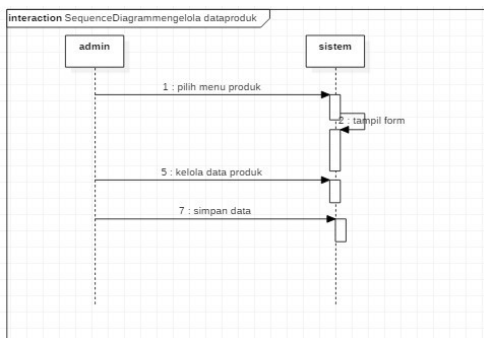 interaction SequenceDiagrammengelola dataproduk
admin
sistem
1 : pilih menu produk
2 : tampil form
5 : kelola data produk
7 : simpan data